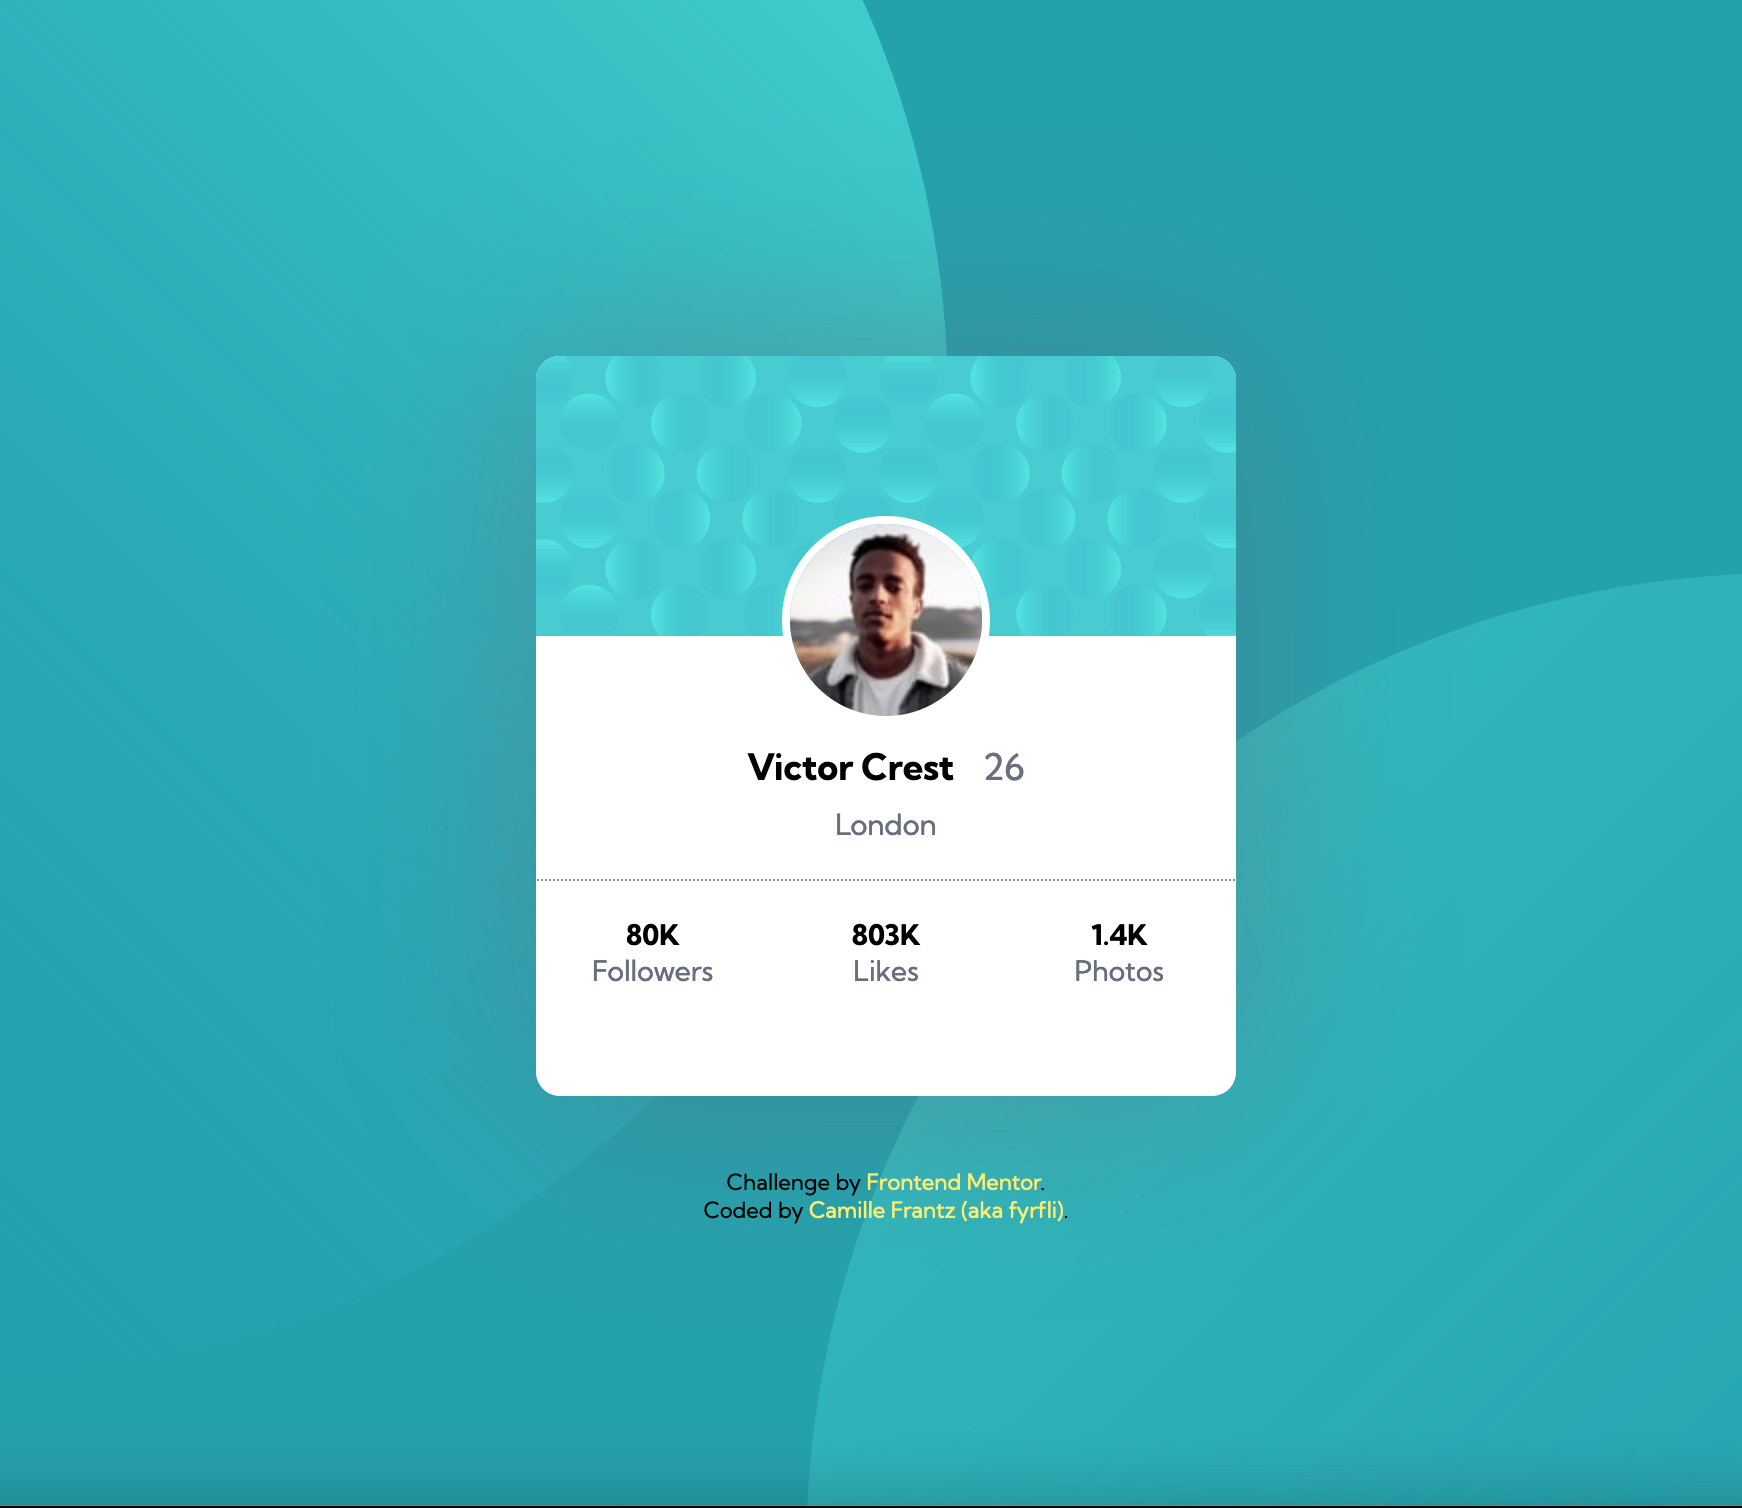 Victor Crest 26
London
80K 803K 1.4K
Followers Likes Photos
Challenge by Frontend Mentor.
Coded by Camille Frantz (aka fyrfli).